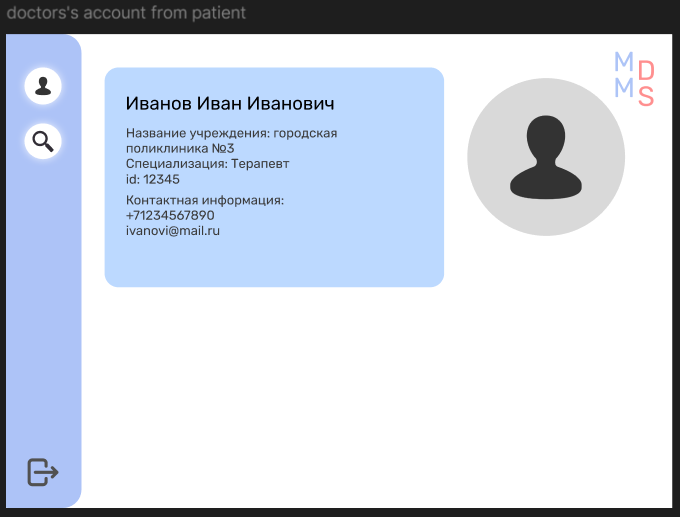 doctors's account from patient
Иванов Иван Иванович
Название учреждения: городская
поликлиника №3
Специализация: Терапевт
id: 12345
Контактная информация:
+71234567890
ivanovi@mail.ru
M D
M S